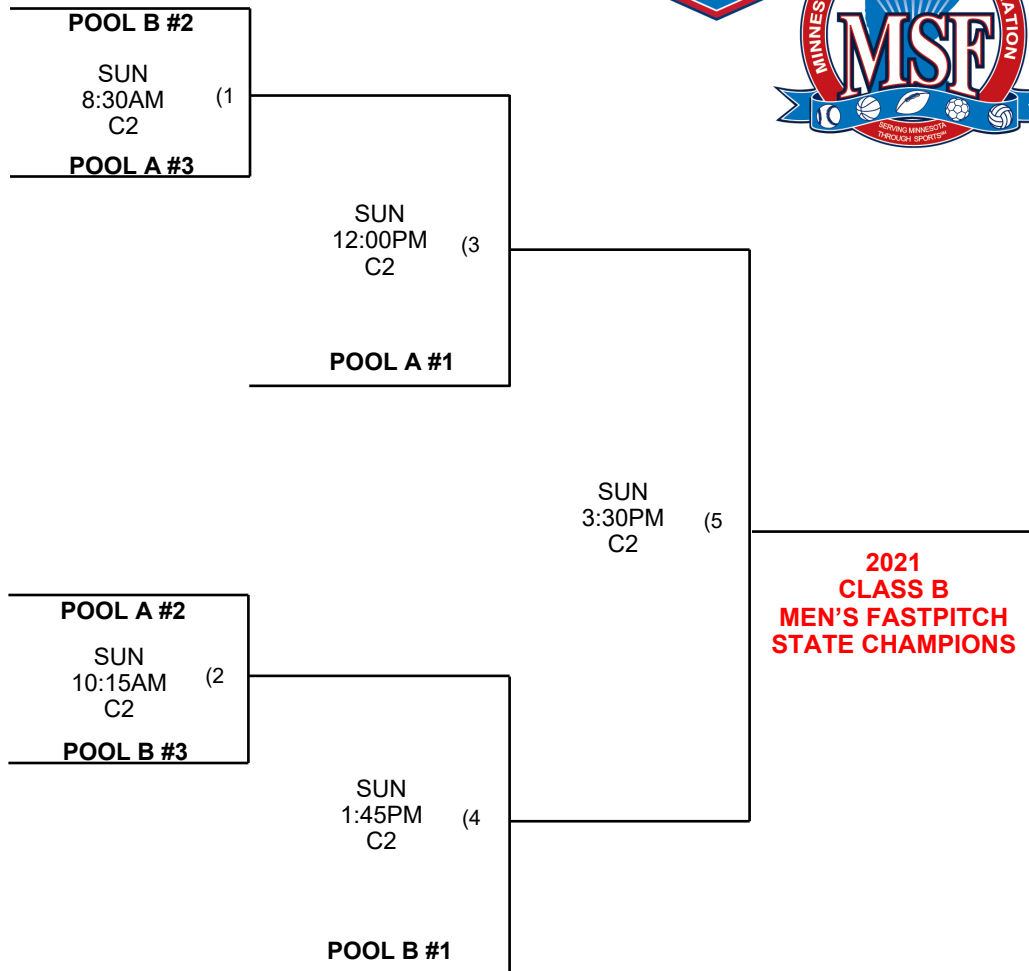 POOL B #2
SUN
8:30AM (1
C2
POOL A #3
MSF
SERVING MINNESOTA
THROUGH SPORTS
SUN
12:00PM (3
C2
POOL A #1
SUN
3:30PM (5
C2
2021
CLASS B
MEN'S FASTPITCH
STATE CHAMPIONS
POOL A #2
SUN
10:15AM (2
C2
POOL B #3
SUN
1:45PM (4
C2
POOL B #1